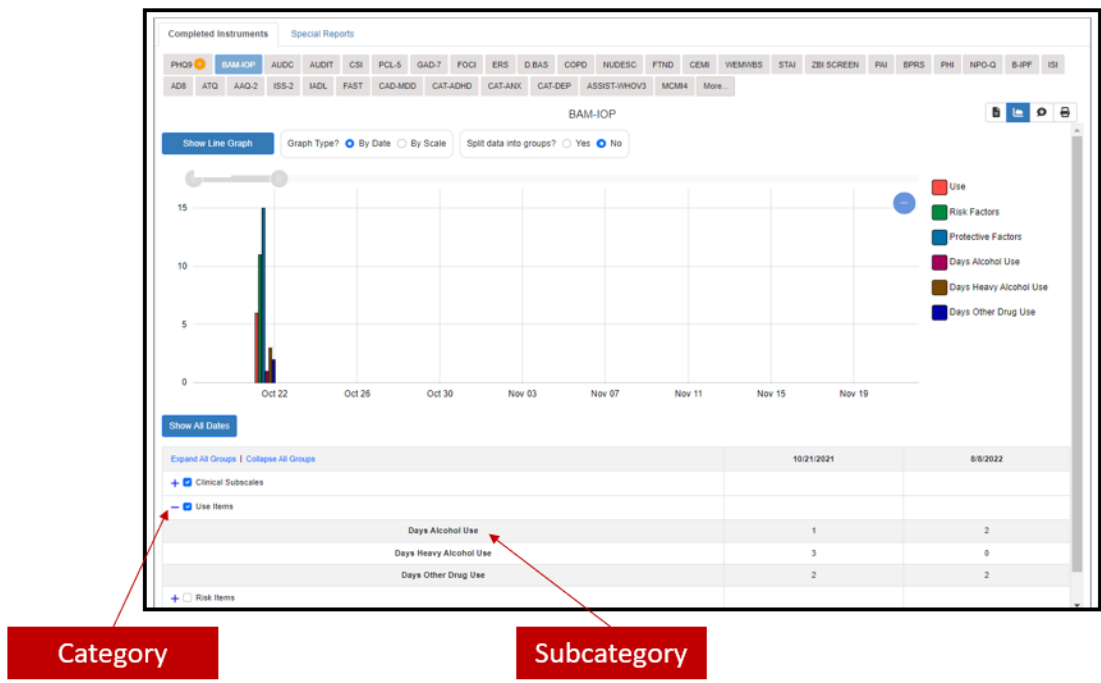 Completed Instruments Special Reports
PHQ9 BAM-IOP AUDC AUDIT CSI PCL-5 GAD-7 FOCI ERS D.BAS COPD NUDESC FTND CEMI WEMWBS STAI ZBI SCREEN PAI BPRS PHI NPO-Q B-IPF ISI
AD8 ATQ AAQ-2 ISS-2 IADL FAST CAD-MDD CAT-ADHD CAT-ANX CAT-DEP ASSIST-WHOV3 MCMI4 More...
BAM-IOP
Show Line Graph Graph Type? By Date By Scale Split data into groups? Yes No
Use
15
Risk Factors
Protective Factors
10
Days Alcohol Use
Days Heavy Alcohol Use
Days Other Drug Use
5
0
Oct 22 Oct 26 Oct 30 Nov 03 Nov 07 Nov 11 Nov 15 Nov 19
Show All Dates
Expand All Groups | Collapse All Groups 10/21/2021 8/8/2022
+ Clinical Subscales
− Use Items
Days Alcohol Use 1 2
Days Heavy Alcohol Use 3 0
Days Other Drug Use 2 2
+ Risk Items
Category Subcategory